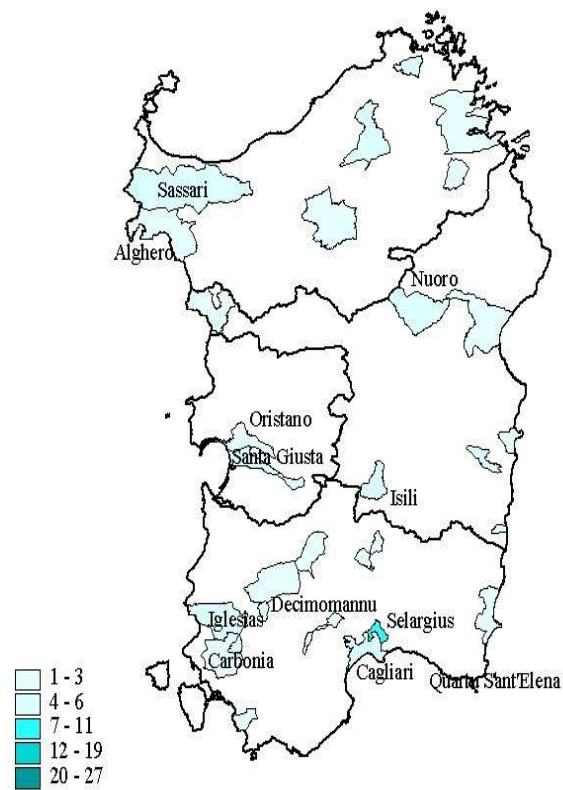 Sassari
Alghero
Nuoro
Oristano
Santa Giusta
Isili
Decimomannu
Iglesias
Selargius
Carbonia
Cagliari
Quartu Sant'Elena
1 - 3
4 - 6
7 - 11
12 - 19
20 - 27